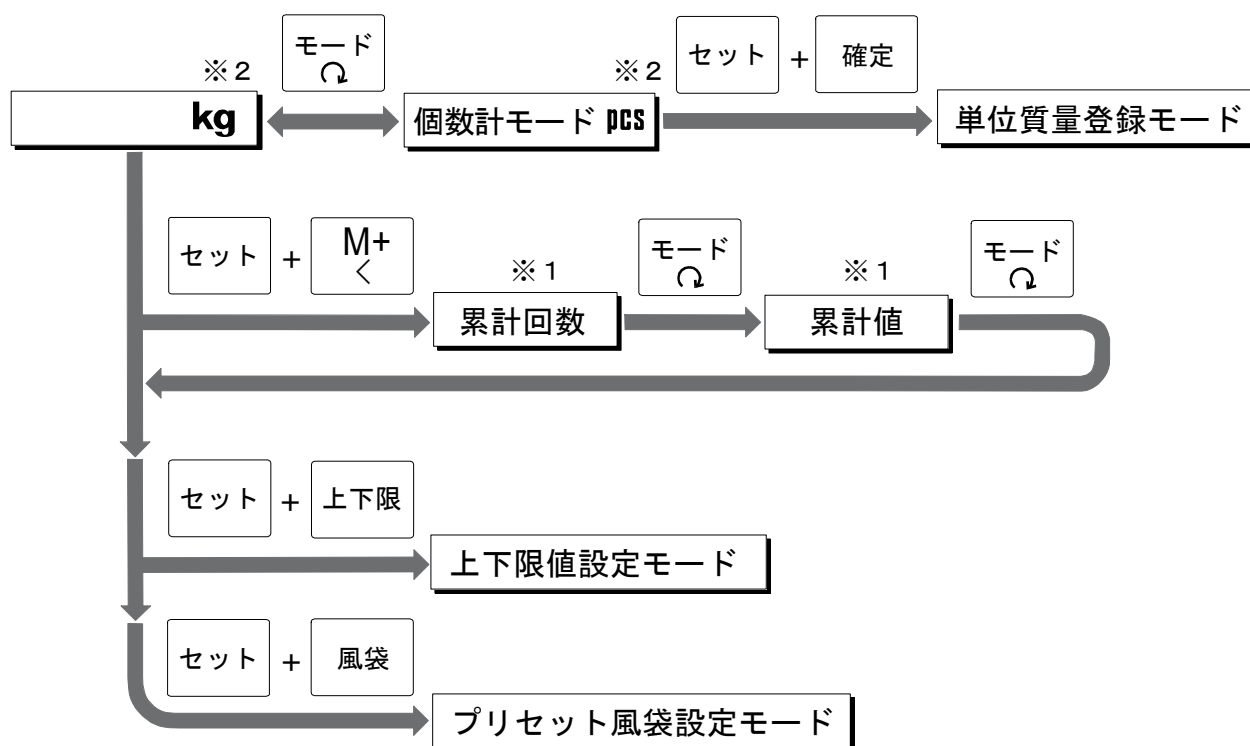 モード
※2 ※2 セット + 確定
kg 個数計モード pcs 単位質量登録モード
セット + M+ モード モード
<
※1 ※1
累計回数 累計値
セット + 上下限
上下限値設定モード
セット + 風袋
プリセット風袋設定モード